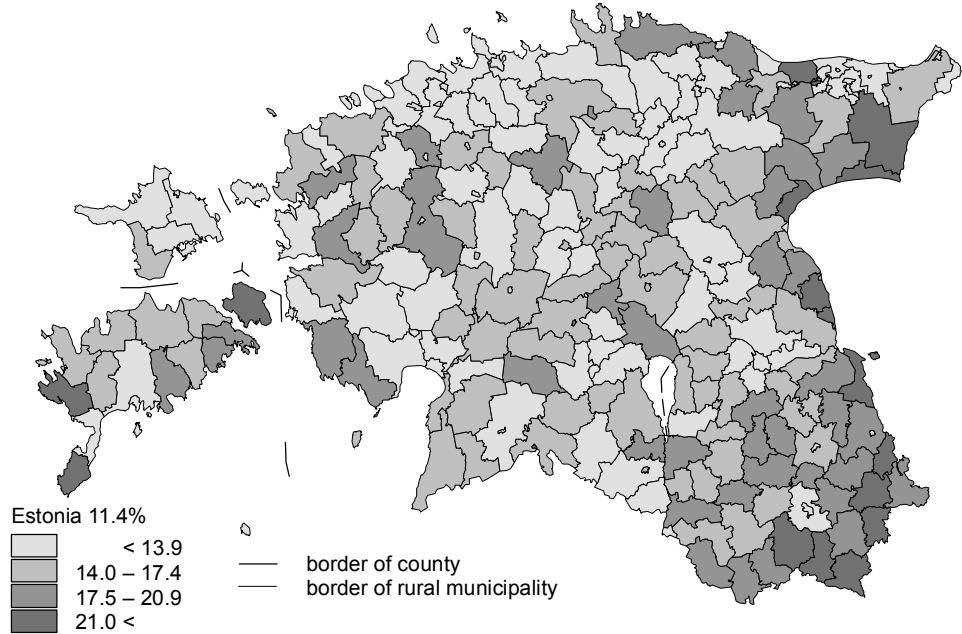 Estonia 11.4%
< 13.9
14.0 – 17.4
17.5 – 20.9
21.0 <
border of county
border of rural municipality